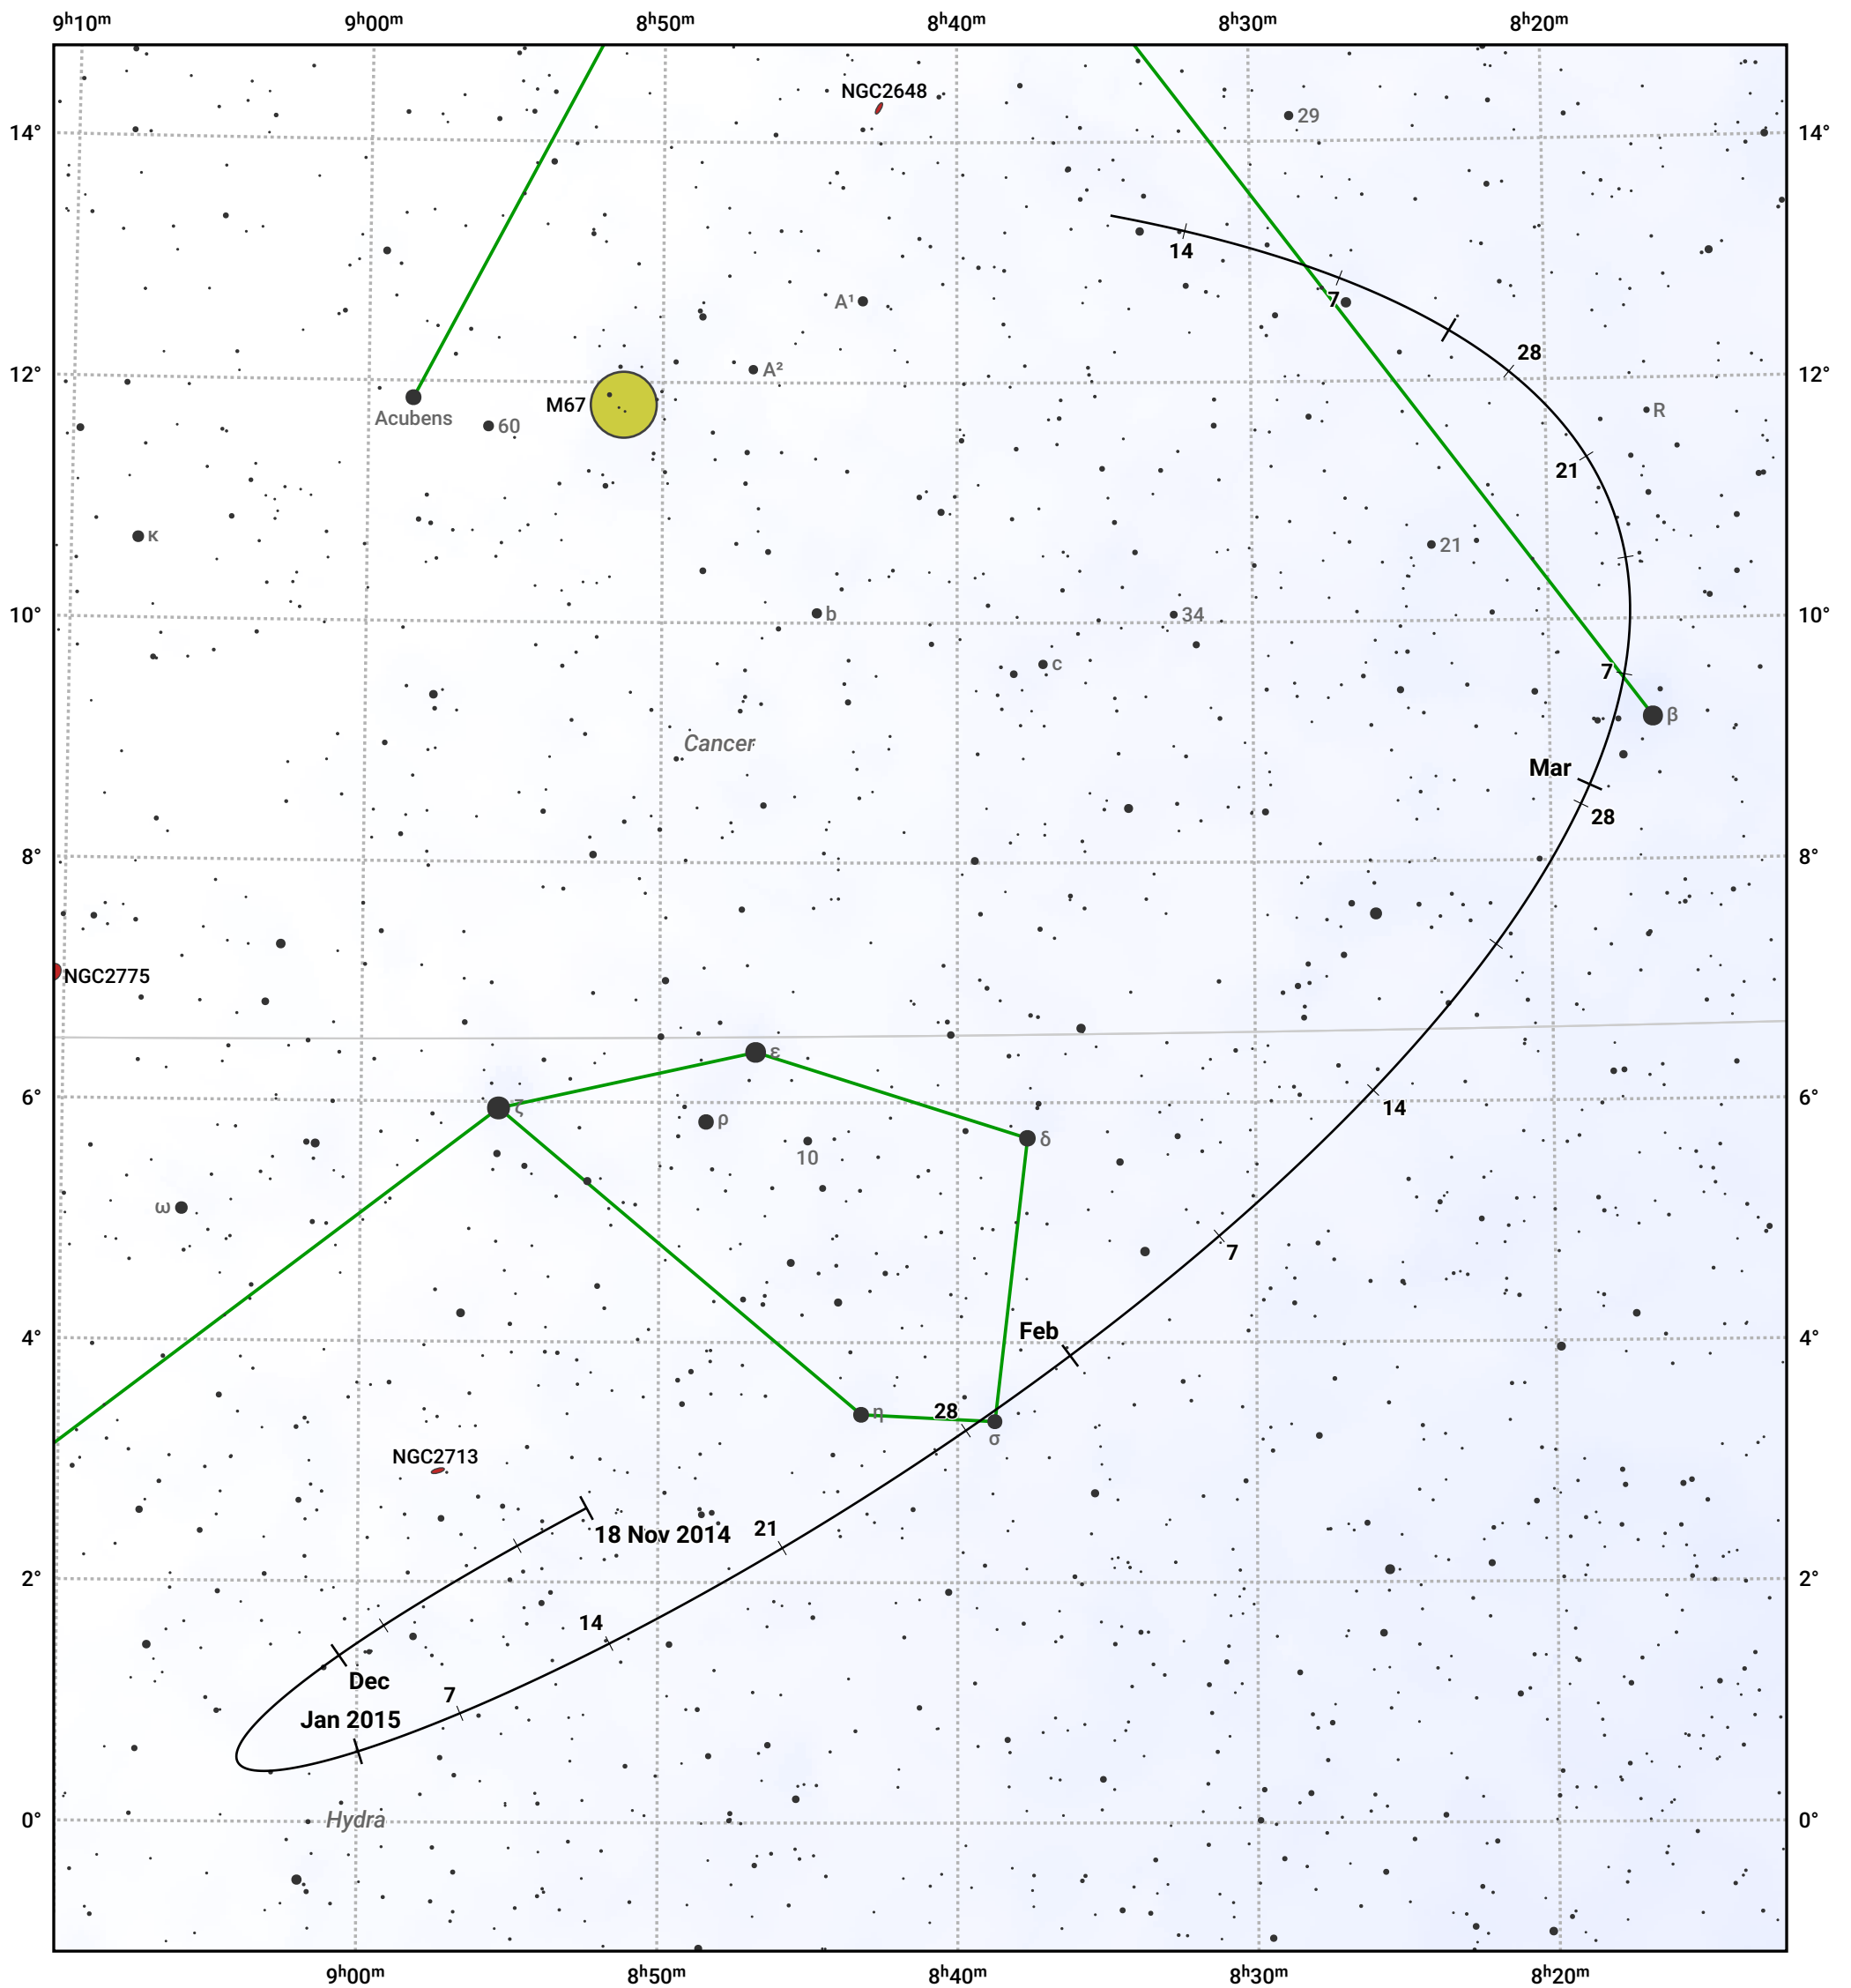 9h10m 9h00m 8h50m 8h40m 8h30m 8h20m
NGC2648
29
14° 14°
14
A¹
7
28
12° A² 12°
M67
R
Acubens 60
21
κ
21
10° b 34 10°
c
7
β
Cancer
Mar
28
8° 8°
NGC2775
ε
6° ζ 6°
14
ρ
δ
10
ω
7
4° Feb 4°
28
η
σ
NGC2713
18 Nov 2014 21
2° 2°
14
Dec
7
Jan 2015
0° Hydra 0°
9h00m 8h50m 8h40m 8h30m 8h20m